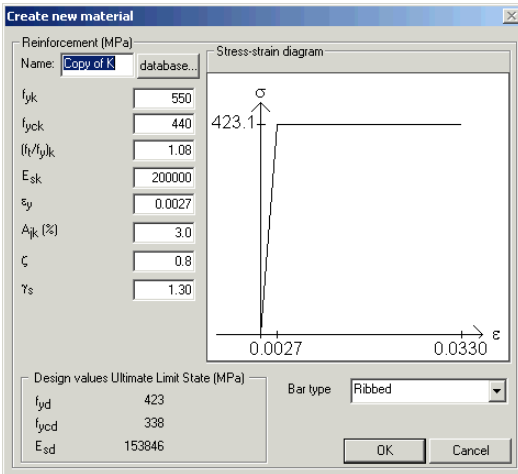 Create new material
Reinforcement (MPa)
Name: Copy of K database...
fyk 550
fyck 440
(ft/fy)k 1.08
Esk 200000
εy 0.0027
Ajk (%) 3.0
ζ 0.8
γs 1.30
Stress-strain diagram
σ
423.1
ε
0.0027 0.0330
Design values Ultimate Limit State (MPa)
fyd 423
fycd 338
Esd 153846
Bar type Ribbed
OK Cancel